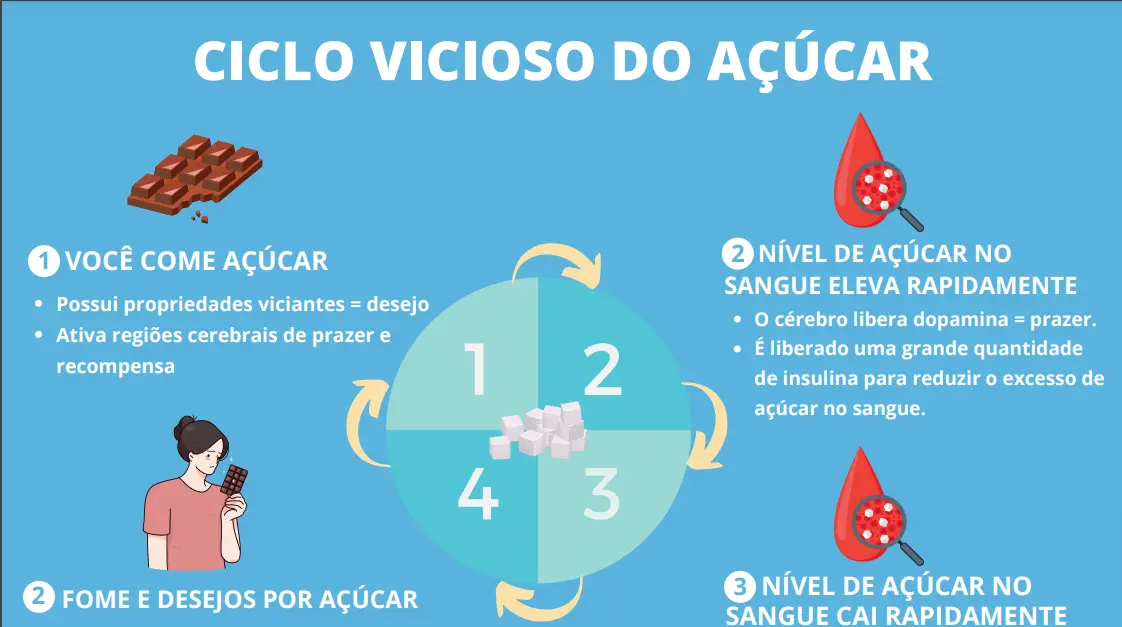 CICLO VICIOSO DO AÇÚCAR
1 VOCÊ COME AÇÚCAR
• Possui propriedades viciantes = desejo
• Ativa regiões cerebrais de prazer e
recompensa
2 NÍVEL DE AÇÚCAR NO
SANGUE ELEVA RAPIDAMENTE
• O cérebro libera dopamina = prazer.
• É liberado uma grande quantidade
de insulina para reduzir o excesso de
açúcar no sangue.
1 2
4 3
2 FOME E DESEJOS POR AÇÚCAR
3 NÍVEL DE AÇÚCAR NO
SANGUE CAI RAPIDAMENTE